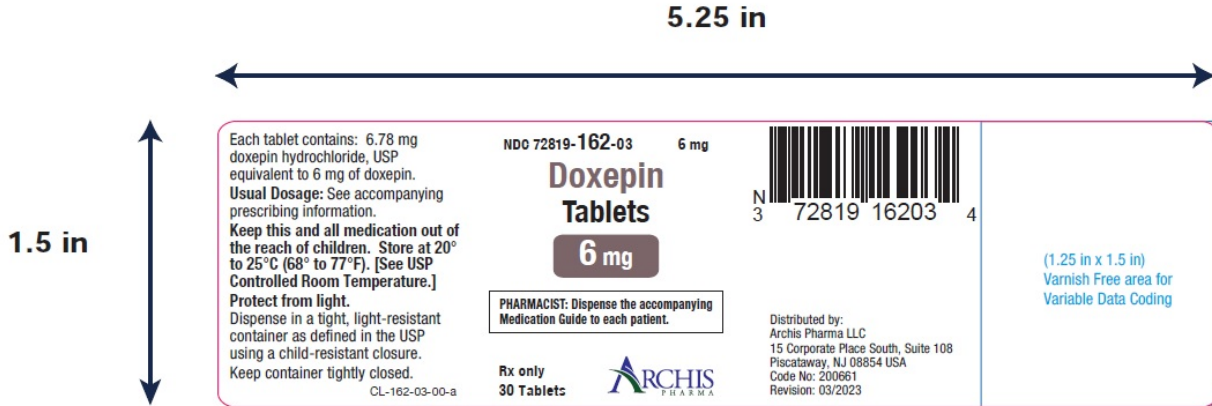 5.25 in
1.5 in
Each tablet contains: 6.78 mg
doxepin hydrochloride, USP
equivalent to 6 mg of doxepin.
Usual Dosage: See accompanying
prescribing information.
Keep this and all medication out of
the reach of children. Store at 20°
to 25°C (68° to 77°F). [See USP
Controlled Room Temperature.]
Protect from light.
Dispense in a tight, light-resistant
container as defined in the USP
using a child-resistant closure.
Keep container tightly closed.
CL-162-03-00-a
NDC 72819-162-03 6 mg
Doxepin
Tablets
6 mg
PHARMACIST: Dispense the accompanying
Medication Guide to each patient.
Rx only
30 Tablets
ARCHIS
PHARMA
N
3 72819 16203 4
Distributed by:
Archis Pharma LLC
15 Corporate Place South, Suite 108
Piscataway, NJ 08854 USA
Code No: 200661
Revision: 03/2023
(1.25 in x 1.5 in)
Varnish Free area for
Variable Data Coding